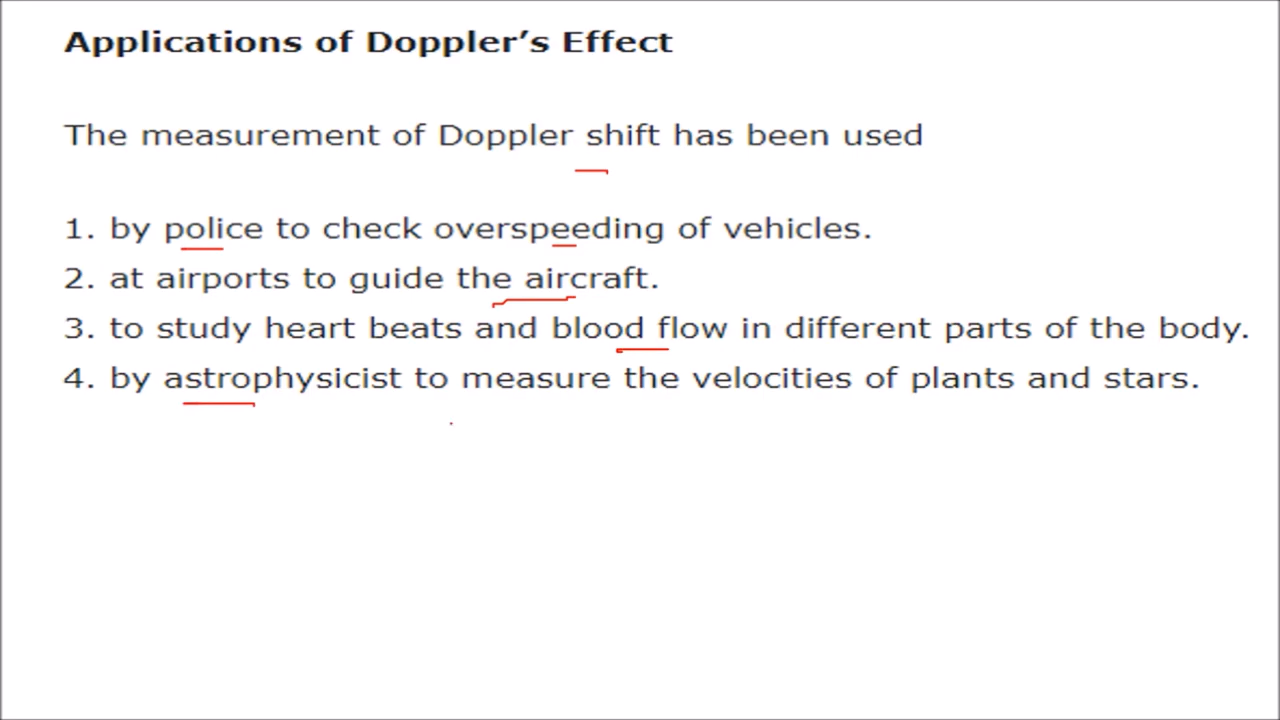 Applications of Doppler’s Effect
The measurement of Doppler shift has been used
1. by police to check overspeeding of vehicles.
2. at airports to guide the aircraft.
3. to study heart beats and blood flow in different parts of the body.
4. by astrophysicist to measure the velocities of plants and stars.